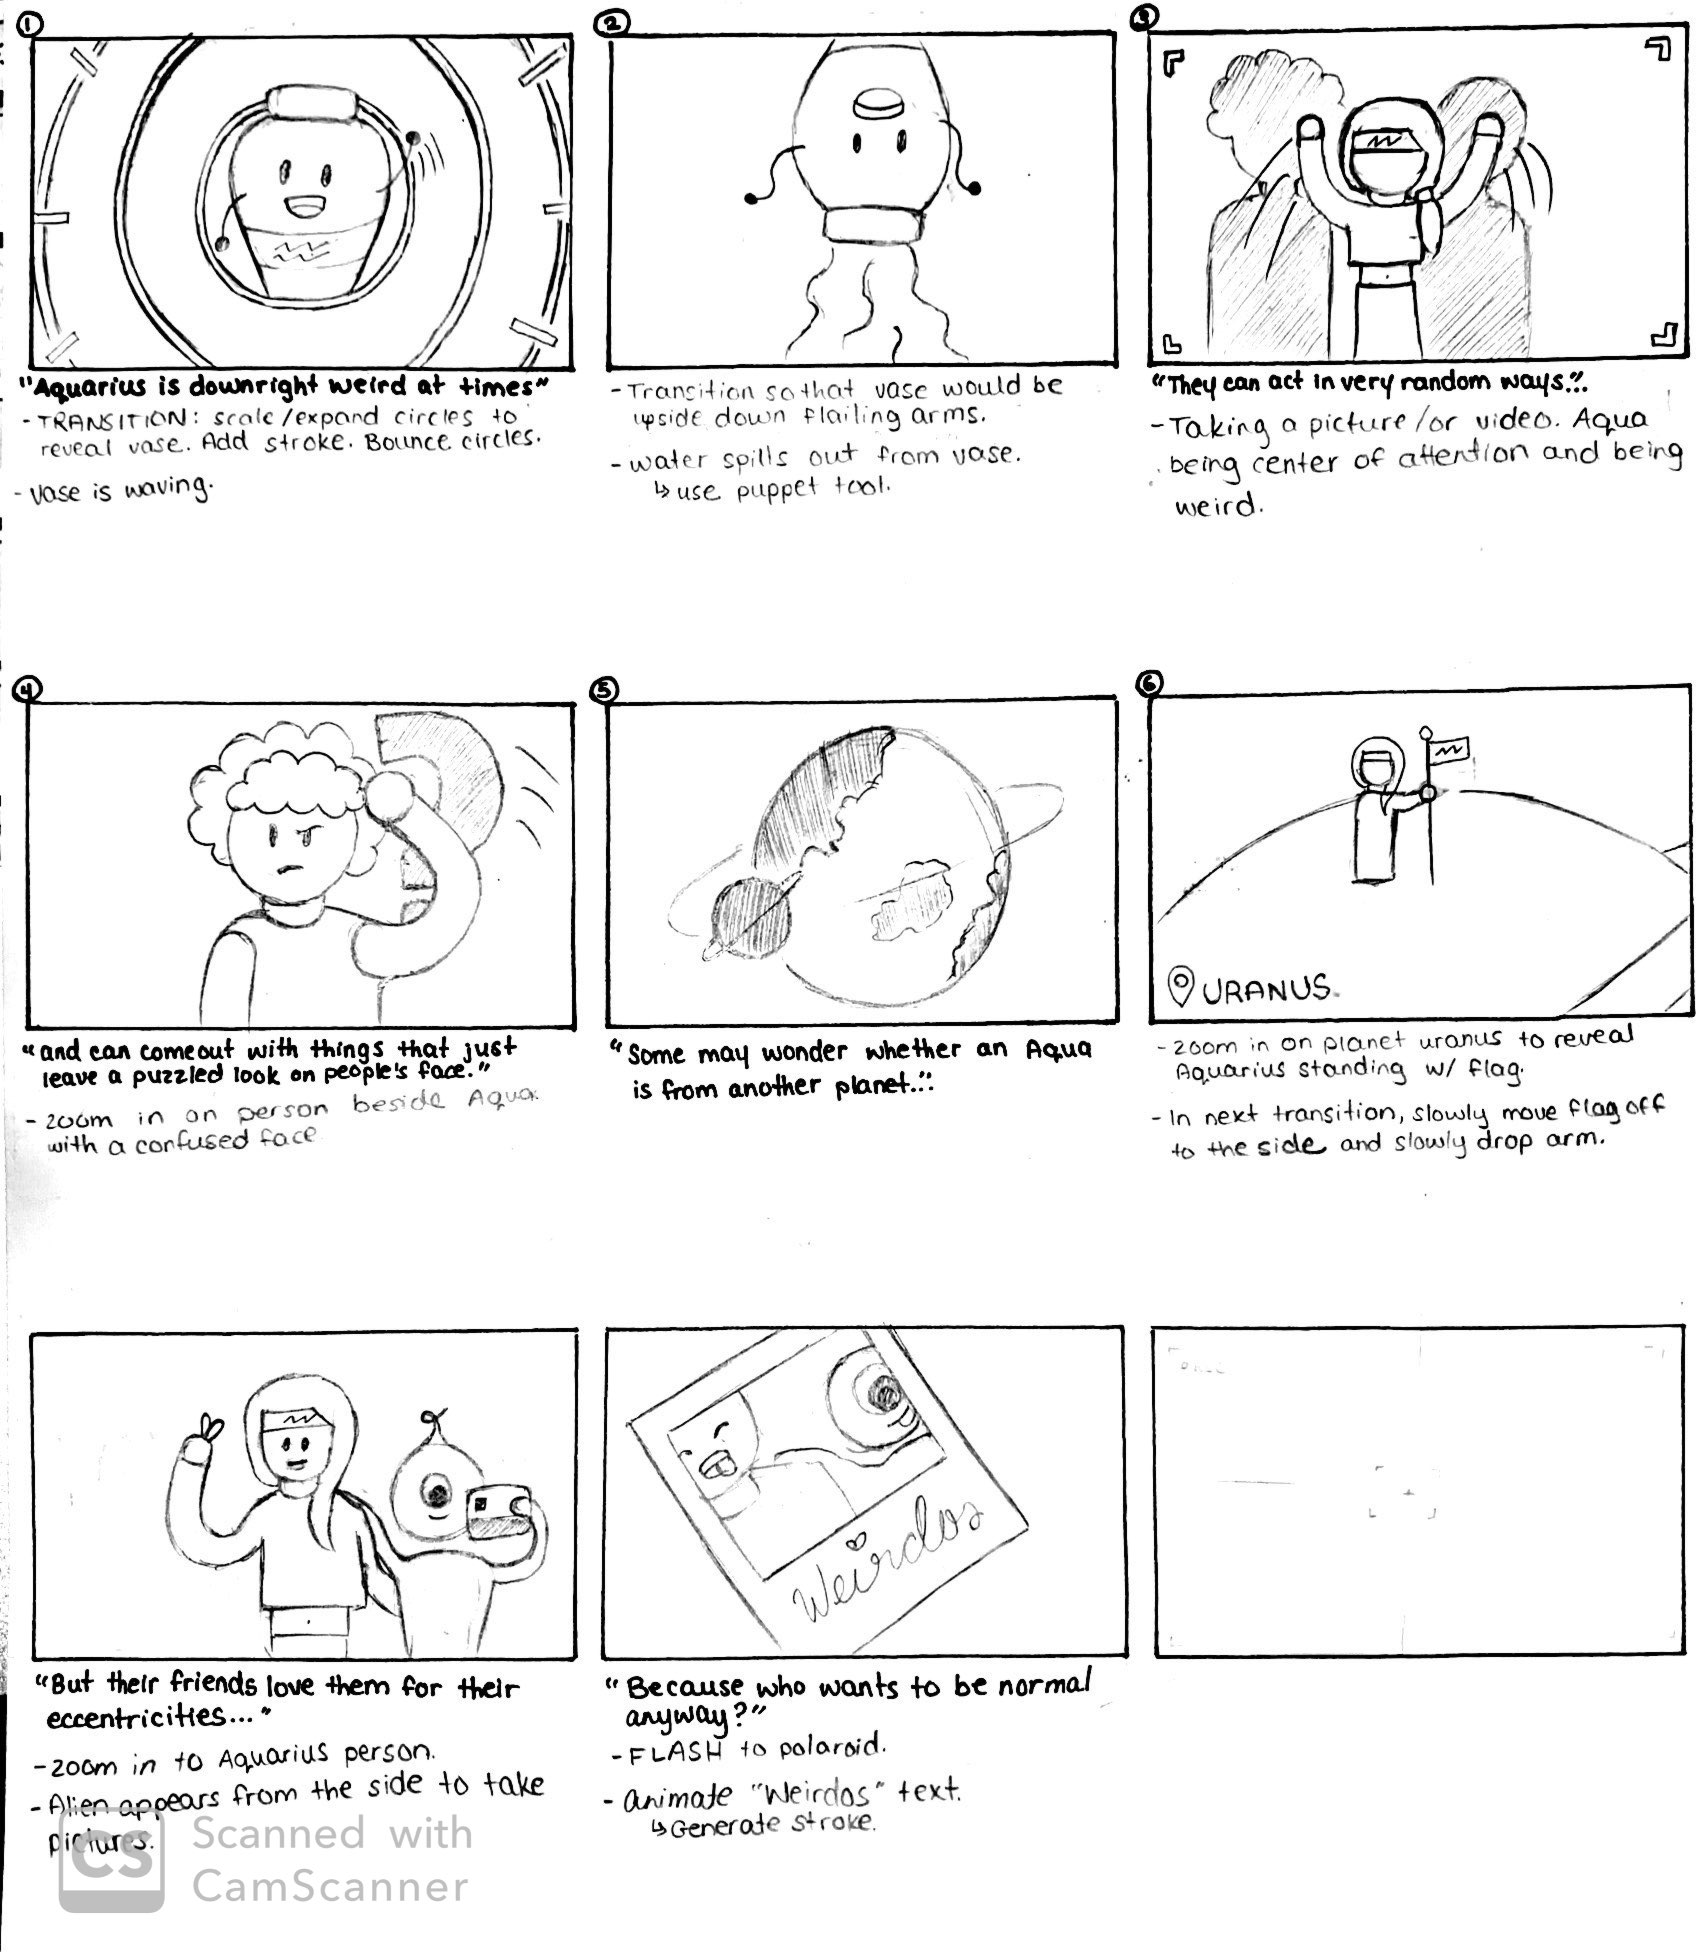 1
"Aquarius is downright weird at times"
- TRANSITION: scale/expand circles to
reveal vase. Add stroke. Bounce circles.
- vase is waving.
2
- Transition so that vase would be
upside down flailing arms.
- water spills out from vase.
↳ use puppet tool.
3
"They can act in very random ways..."
- Taking a picture/or video. Aqua
being center of attention and being
weird.
4
"and can come out with things that just
leave a puzzled look on people's face."
- zoom in on person beside Aqua
with a confused face
5
"Some may wonder whether an Aqua
is from another planet..."
6
URANUS
- zoom in on planet uranus to reveal
Aquarius standing w/ flag.
- In next transition, slowly move flag off
to the side and slowly drop arm.
"But their friends love them for their
eccentricities..."
- zoom in to Aquarius person.
- Alien appears from the side to take
pictures.
Weirdos
"Because who wants to be normal
anyway?"
- FLASH to polaroid.
- Animate "Weirdos" text.
↳ Generate stroke.
CS
Scanned with
CamScanner